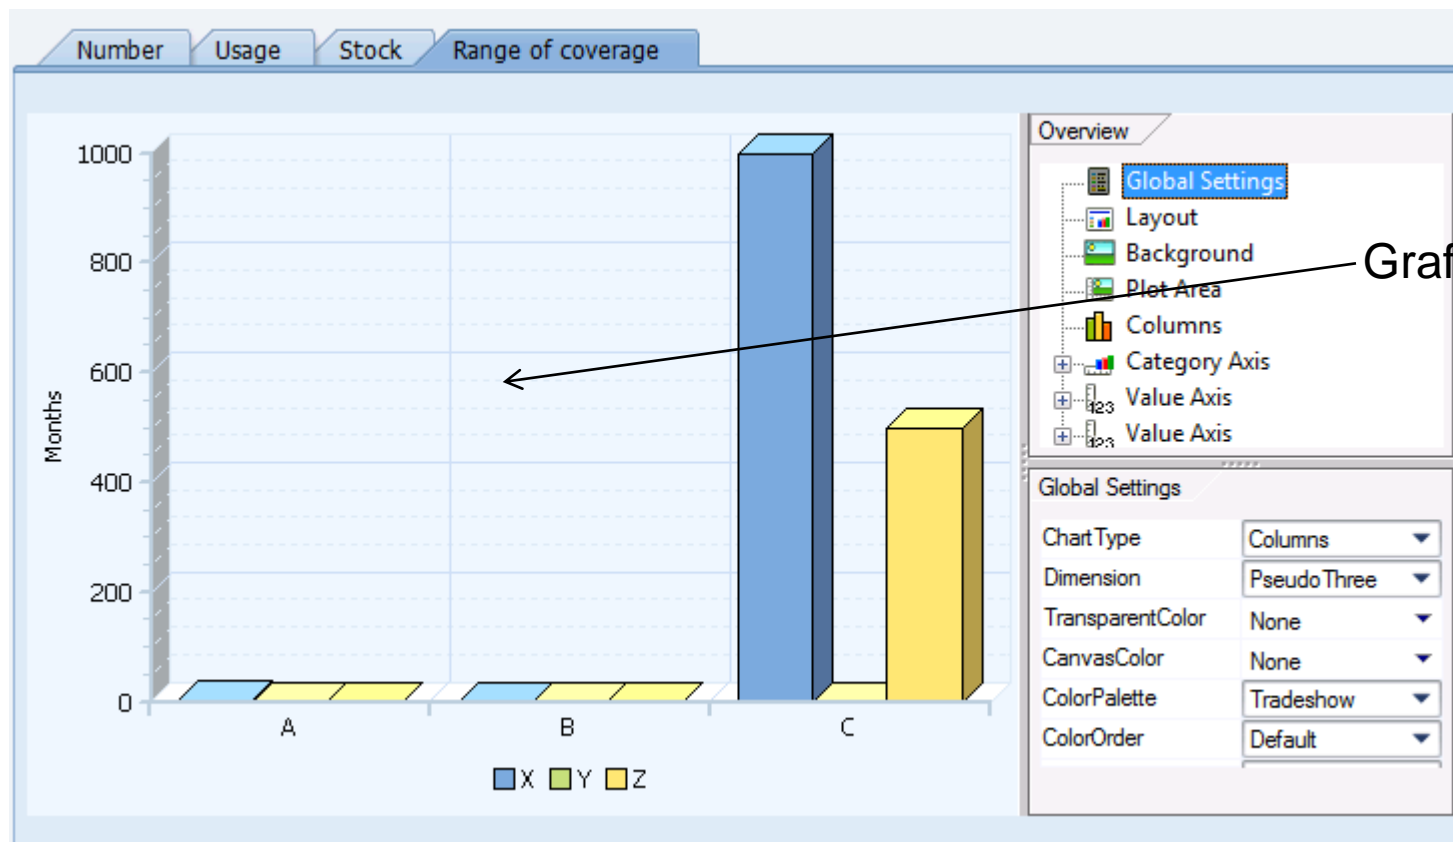 Number Usage Stock Range of coverage
1000
800
600
400
200
0
Months
A B C
X Y Z
Overview
Global Settings
Layout
Background
Plot Area
Columns
Category Axis
Value Axis
Value Axis
Graf
Global Settings
ChartType Columns
Dimension PseudoThree
TransparentColor None
CanvasColor None
ColorPalette Tradeshow
ColorOrder Default